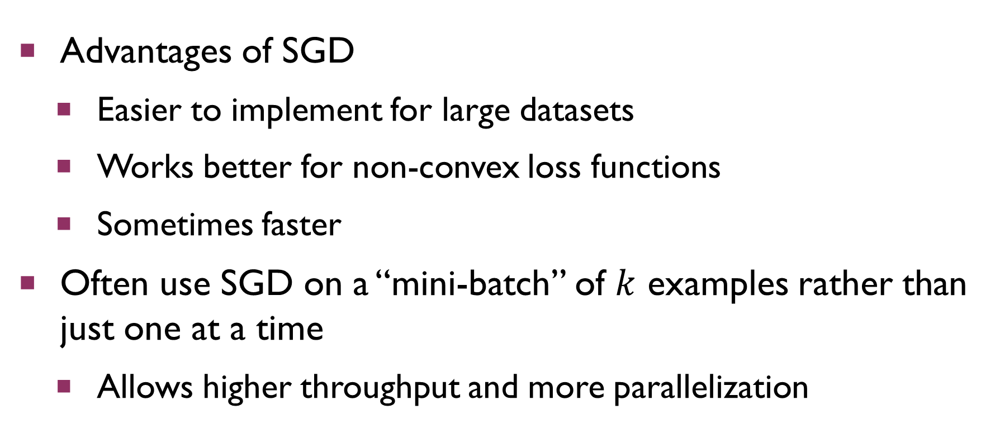 Advantages of SGD
Easier to implement for large datasets
Works better for non-convex loss functions
Sometimes faster
Often use SGD on a “mini-batch” of k examples rather than
just one at a time
Allows higher throughput and more parallelization